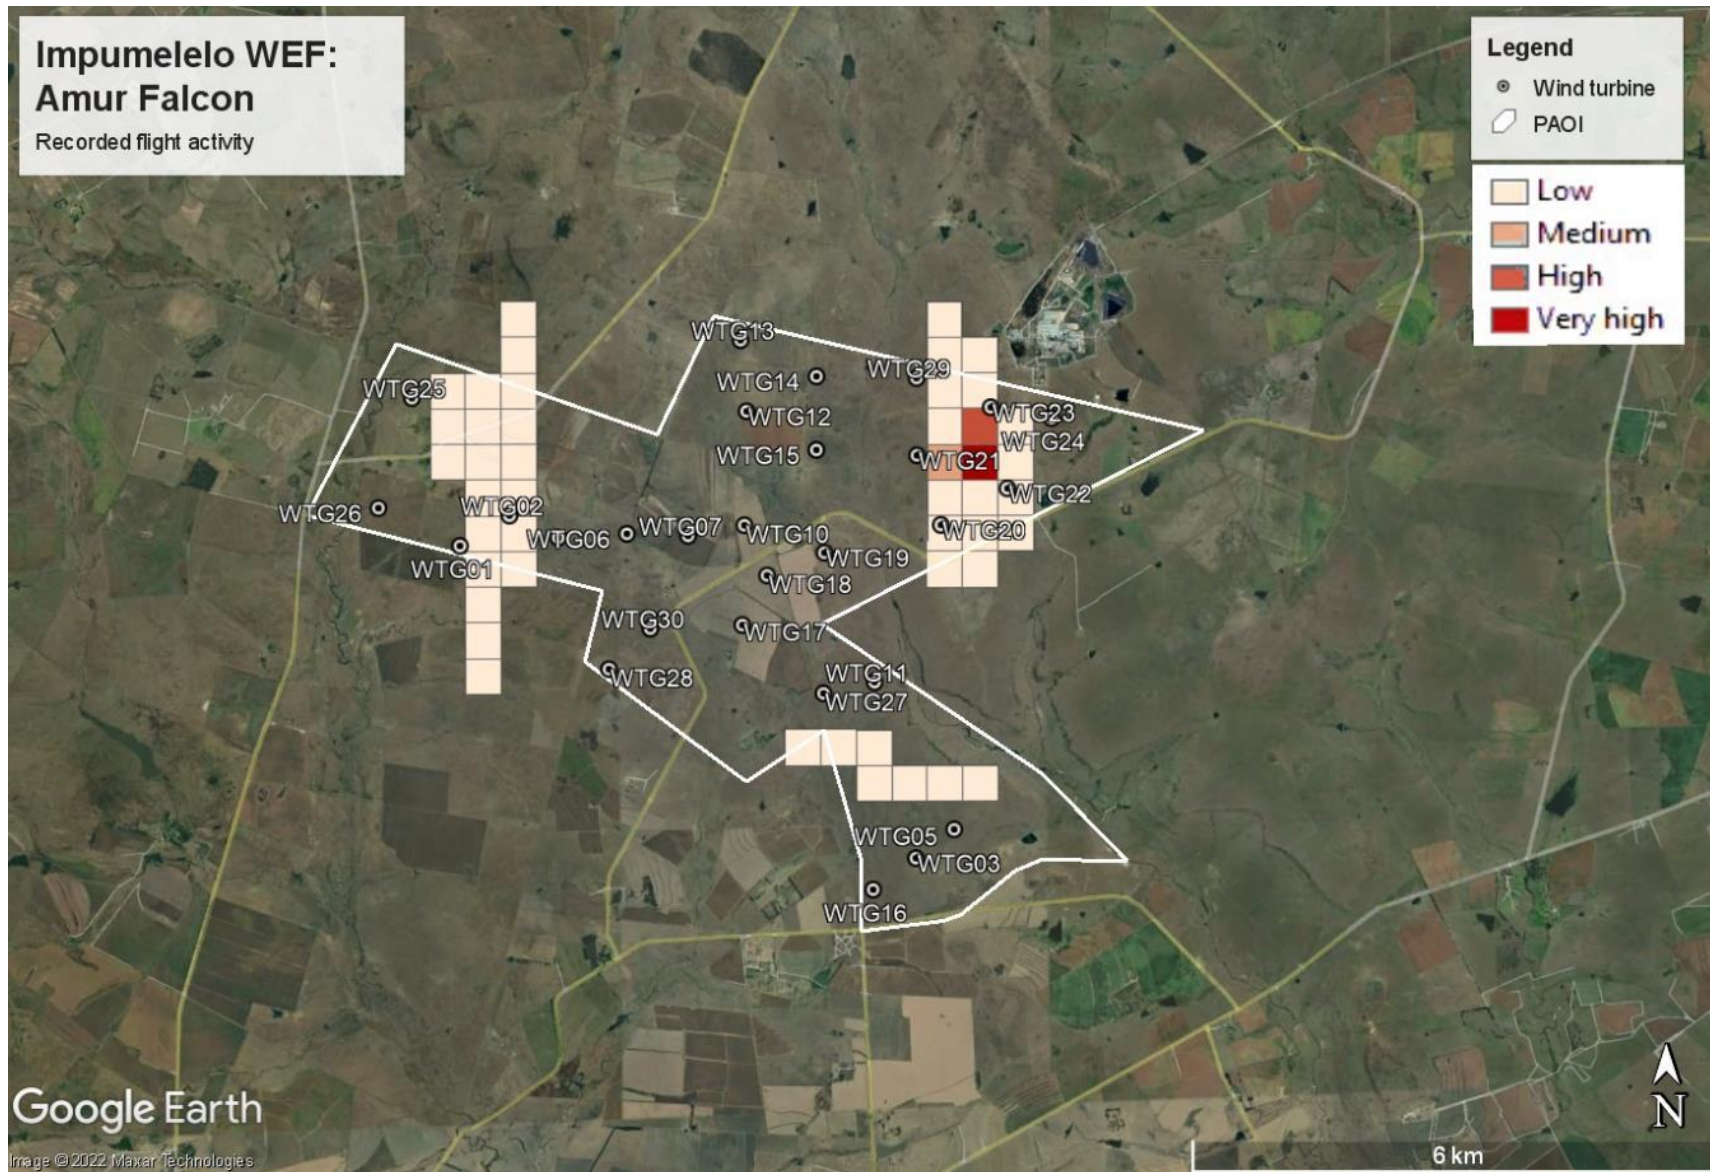 Impumelelo WEF:
Amur Falcon
Recorded flight activity
Legend
Wind turbine
PAOI
Low
Medium
High
Very high
WTG13
WTG29
WTG25
WTG14
WTG12
WTG23
WTG24
WTG15
WTG21
WTG22
WTG26
WTG02
WTG06
WTG07
WTG10
WTG20
WTG01
WTG19
WTG18
WTG30
WTG17
WTG28
WTG11
WTG27
WTG05
WTG03
WTG16
Google Earth
N
Image © 2022 Maxar Technologies
6 km